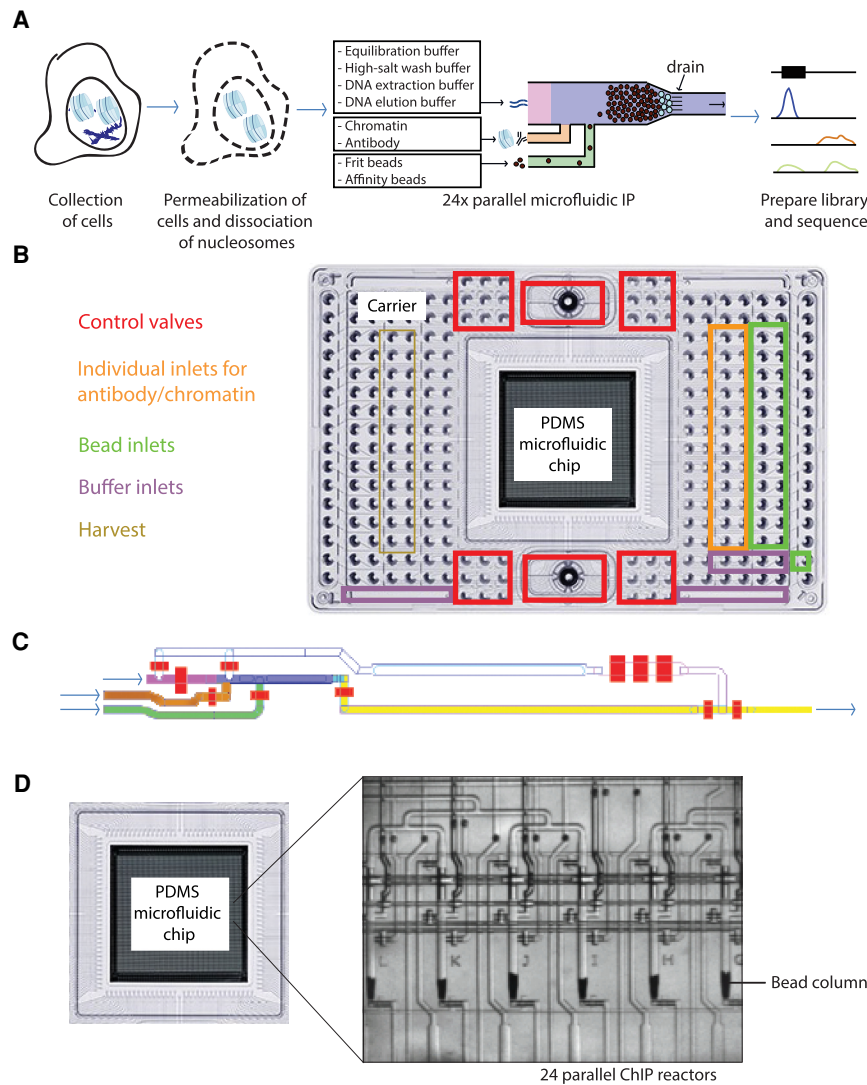 A
- Equilibration buffer
- High-salt wash buffer
- DNA extraction buffer
- DNA elution buffer
- Chromatin
- Antibody
- Frit beads
- Affinity beads
drain
Collection
of cells
Permeabilization of
cells and dissociation
of nucleosomes
24x parallel microfluidic IP
Prepare library
and sequence
B
Control valves
Individual inlets for
antibody/chromatin
Bead inlets
Buffer inlets
Harvest
Carrier
PDMS
microfluidic
chip
C
D
PDMS
microfluidic
chip
L K J I H G
Bead column
24 parallel ChIP reactors